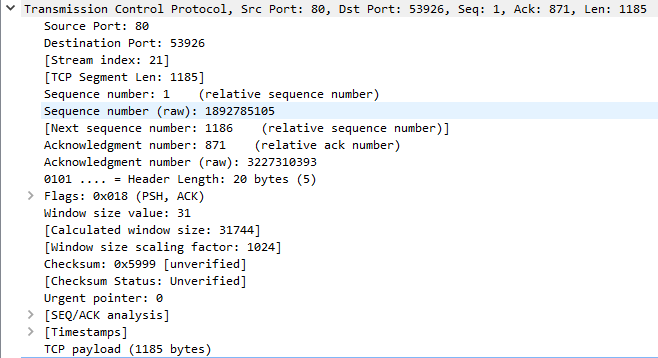 Transmission Control Protocol, Src Port: 80, Dst Port: 53926, Seq: 1, Ack: 871, Len: 1185
Source Port: 80
Destination Port: 53926
[Stream index: 21]
[TCP Segment Len: 1185]
Sequence number: 1    (relative sequence number)
Sequence number (raw): 1892785105
[Next sequence number: 1186    (relative sequence number)]
Acknowledgment number: 871    (relative ack number)
Acknowledgment number (raw): 3227310393
0101 .... = Header Length: 20 bytes (5)
Flags: 0x018 (PSH, ACK)
Window size value: 31
[Calculated window size: 31744]
[Window size scaling factor: 1024]
Checksum: 0x5999 [unverified]
[Checksum Status: Unverified]
Urgent pointer: 0
[SEQ/ACK analysis]
[Timestamps]
TCP payload (1185 bytes)